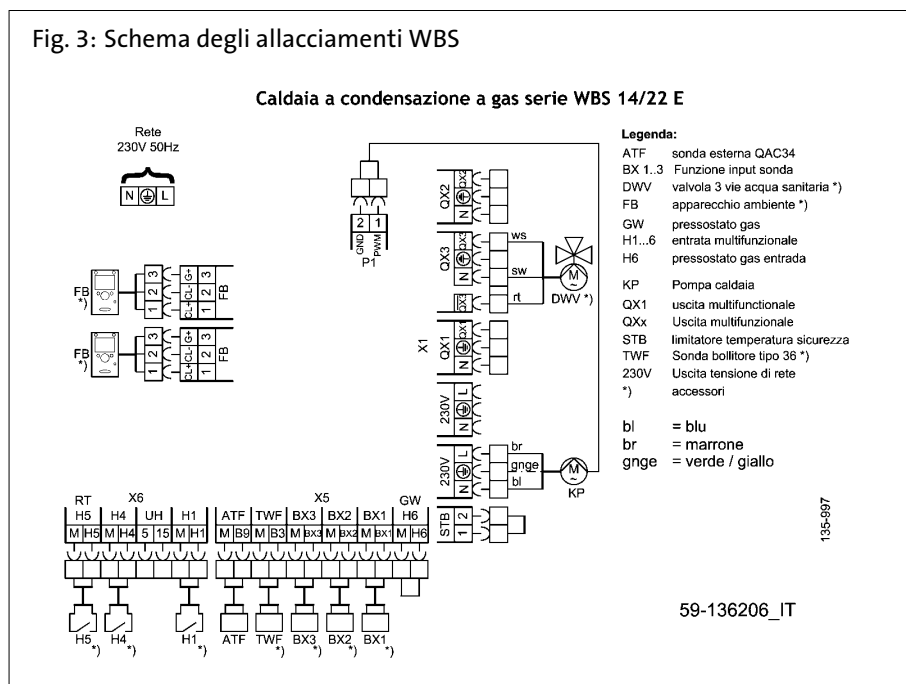 Fig. 3: Schema degli allacciamenti WBS
Caldaia a condensazione a gas serie WBS 14/22 E
Rete
230V 50Hz
N L
2 1
GND PWM
P1
QX2
QX2
N
QX3
N
QX3
ws
sw
rt
M
~
DWV *)
X1
QX1
QX1
N
230V
L
N
230V
L
N
br
gnge
bl
M
~
KP
STB
2
1
FB
*)
3 G+ 3
2 CL- 2
1 CL+ 1
FB
FB
*)
3 G+ 3
2 CL- 2
1 CL+ 1
FB
RT X6 X5 GW
H5 H4 UH H1 ATF TWF BX3 BX2 BX1 H6
M H5 M H4 5 15 M H1 M B9 M B3 M BX3 M BX2 M BX1 M H6
H5 H4 H1 ATF TWF BX3 BX2 BX1
*) *) *) *) *) *) *)
Legenda:
ATF sonda esterna QAC34
BX 1..3 Funzione input sonda
DWV valvola 3 vie acqua sanitaria *)
FB apparecchio ambiente *)
GW pressostato gas
H1...6 entrata multifunzionale
H6 pressostato gas entrada
KP Pompa caldaia
QX1 uscita multifunctionale
QXx Uscita multifunzionale
STB limitatore temperatura sicurezza
TWF Sonda bollitore tipo 36 *)
230V Uscita tensione di rete
*) accessori
bl = blu
br = marrone
gnge = verde / giallo
135-997
59-136206_IT